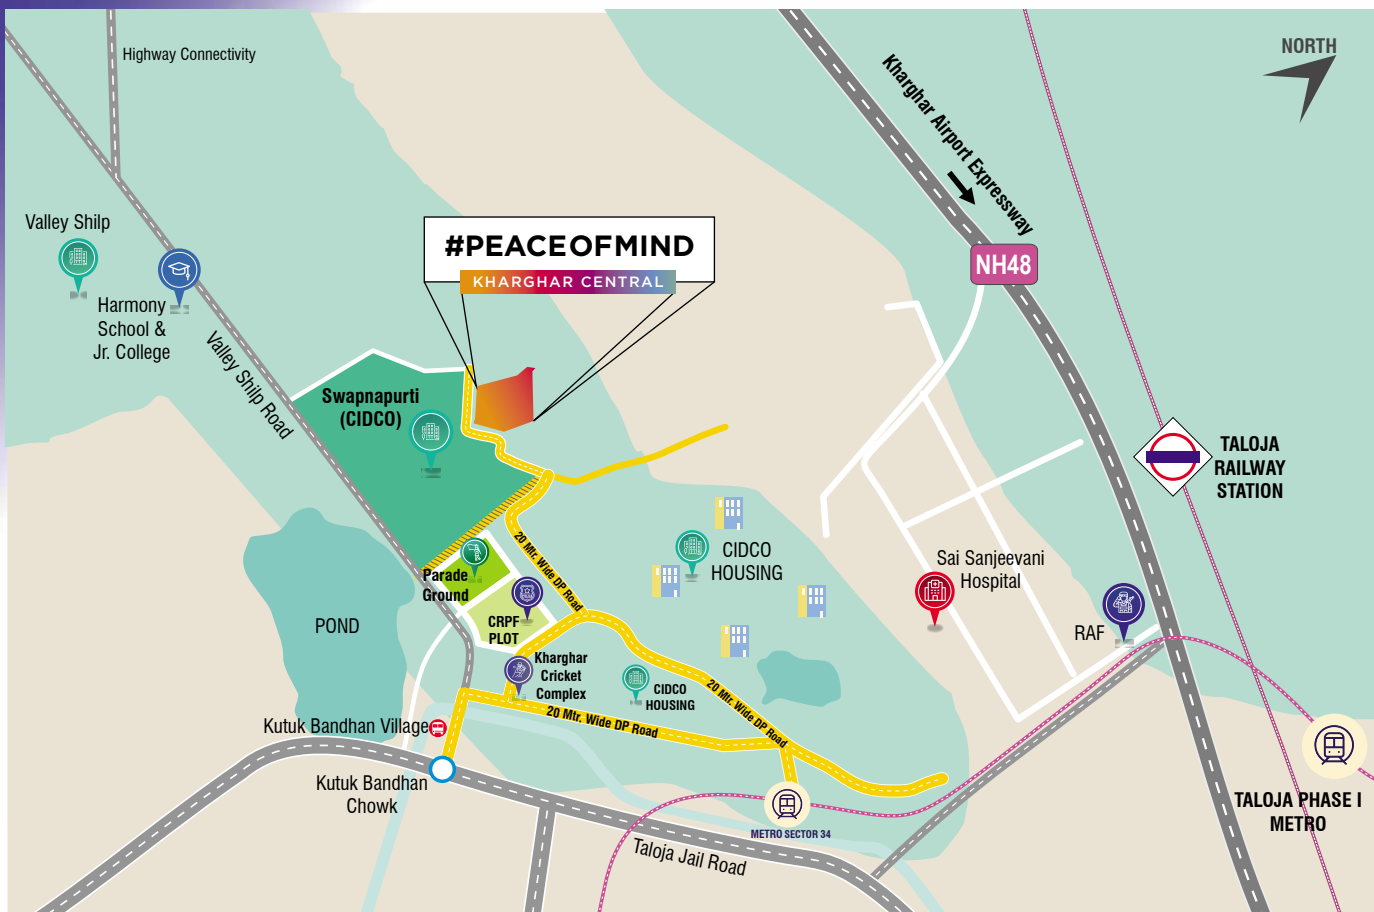 Highway Connectivity
NORTH
Kharghar Airport Expressway
NH48
Valley Shilp
Harmony
School &
Jr. College
Valley Shilp Road
#PEACEOFMIND
KHARGHAR CENTRAL
Swapnapurti
(CIDCO)
TALOJA
RAILWAY
STATION
20 Mtr. Wide DP Road
CIDCO
HOUSING
Sai Sanjeevani
Hospital
Parade
Ground
CRPF
PLOT
POND
RAF
Kharghar
Cricket
Complex
CIDCO
HOUSING
20 Mtr. Wide DP Road
20 Mtr. Wide DP Road
Kutuk Bandhan Village
Kutuk Bandhan
Chowk
METRO SECTOR 34
Taloja Jail Road
TALOJA PHASE I
METRO